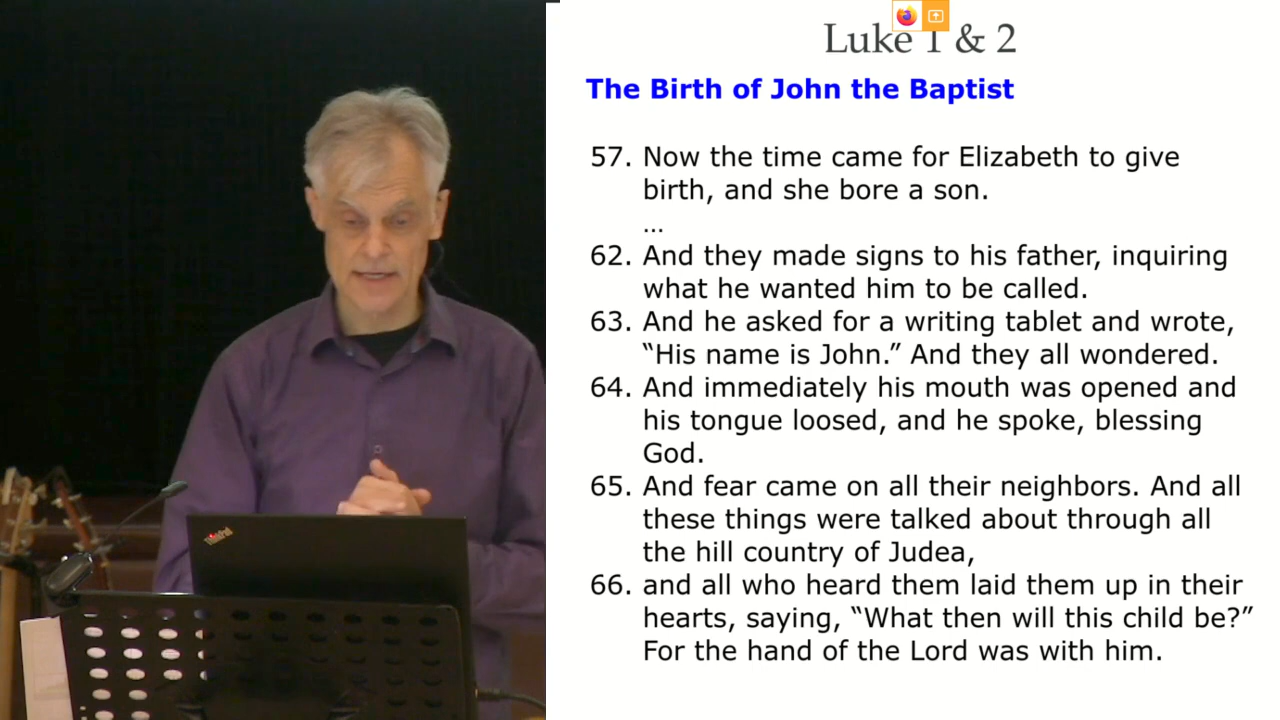 Luke 1 & 2
The Birth of John the Baptist
57. Now the time came for Elizabeth to give
birth, and she bore a son.
...
62. And they made signs to his father, inquiring
what he wanted him to be called.
63. And he asked for a writing tablet and wrote,
“His name is John.” And they all wondered.
64. And immediately his mouth was opened and
his tongue loosed, and he spoke, blessing
God.
65. And fear came on all their neighbors. And all
these things were talked about through all
the hill country of Judea,
66. and all who heard them laid them up in their
hearts, saying, “What then will this child be?”
For the hand of the Lord was with him.
ThinkPad